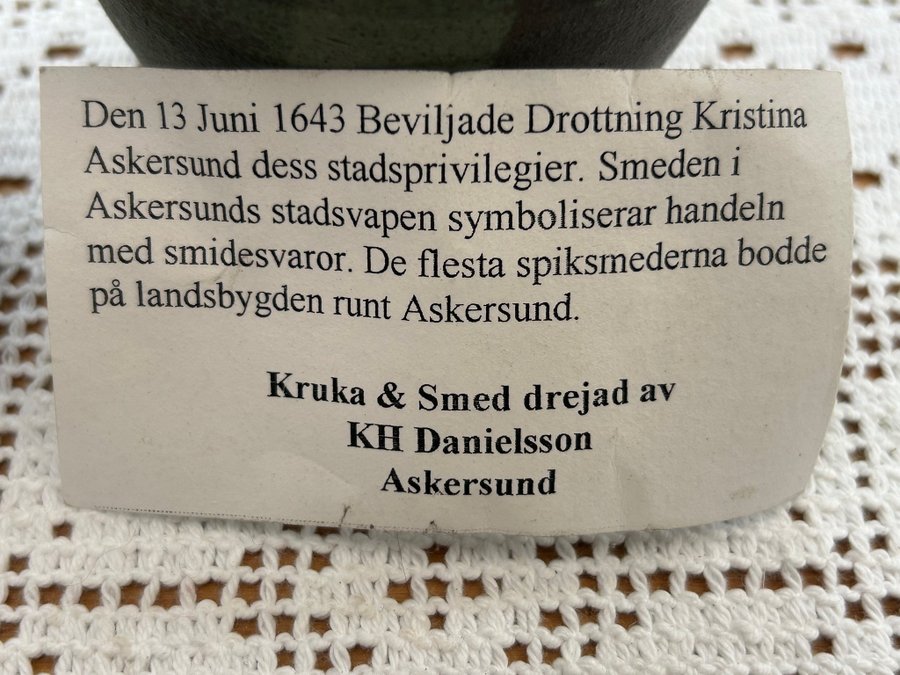 Den 13 Juni 1643 Beviljade Drottning Kristina
Askersund dess stadsprivilegier. Smeden i
Askersunds stadsvapen symboliserar handeln
med smidesvaror. De flesta spiksmederna bodde
på landsbygden runt Askersund.
Kruka & Smed drejad av
KH Danielsson
Askersund